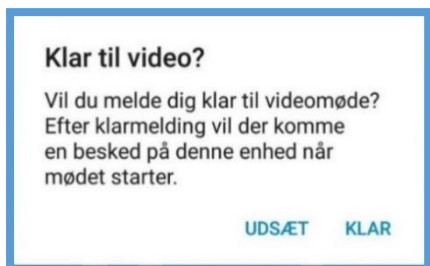 Klar til video?
Vil du melde dig klar til videomøde?
Efter klarmelding vil der komme
en besked på denne enhed når
mødet starter.
UDSÆT KLAR